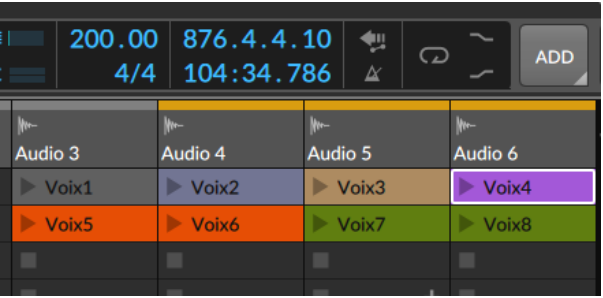 200.00 876.4.4.10
4/4 104:34.786
ADD
Audio 3 Audio 4 Audio 5 Audio 6
Voix1 Voix2 Voix3 Voix4
Voix5 Voix6 Voix7 Voix8